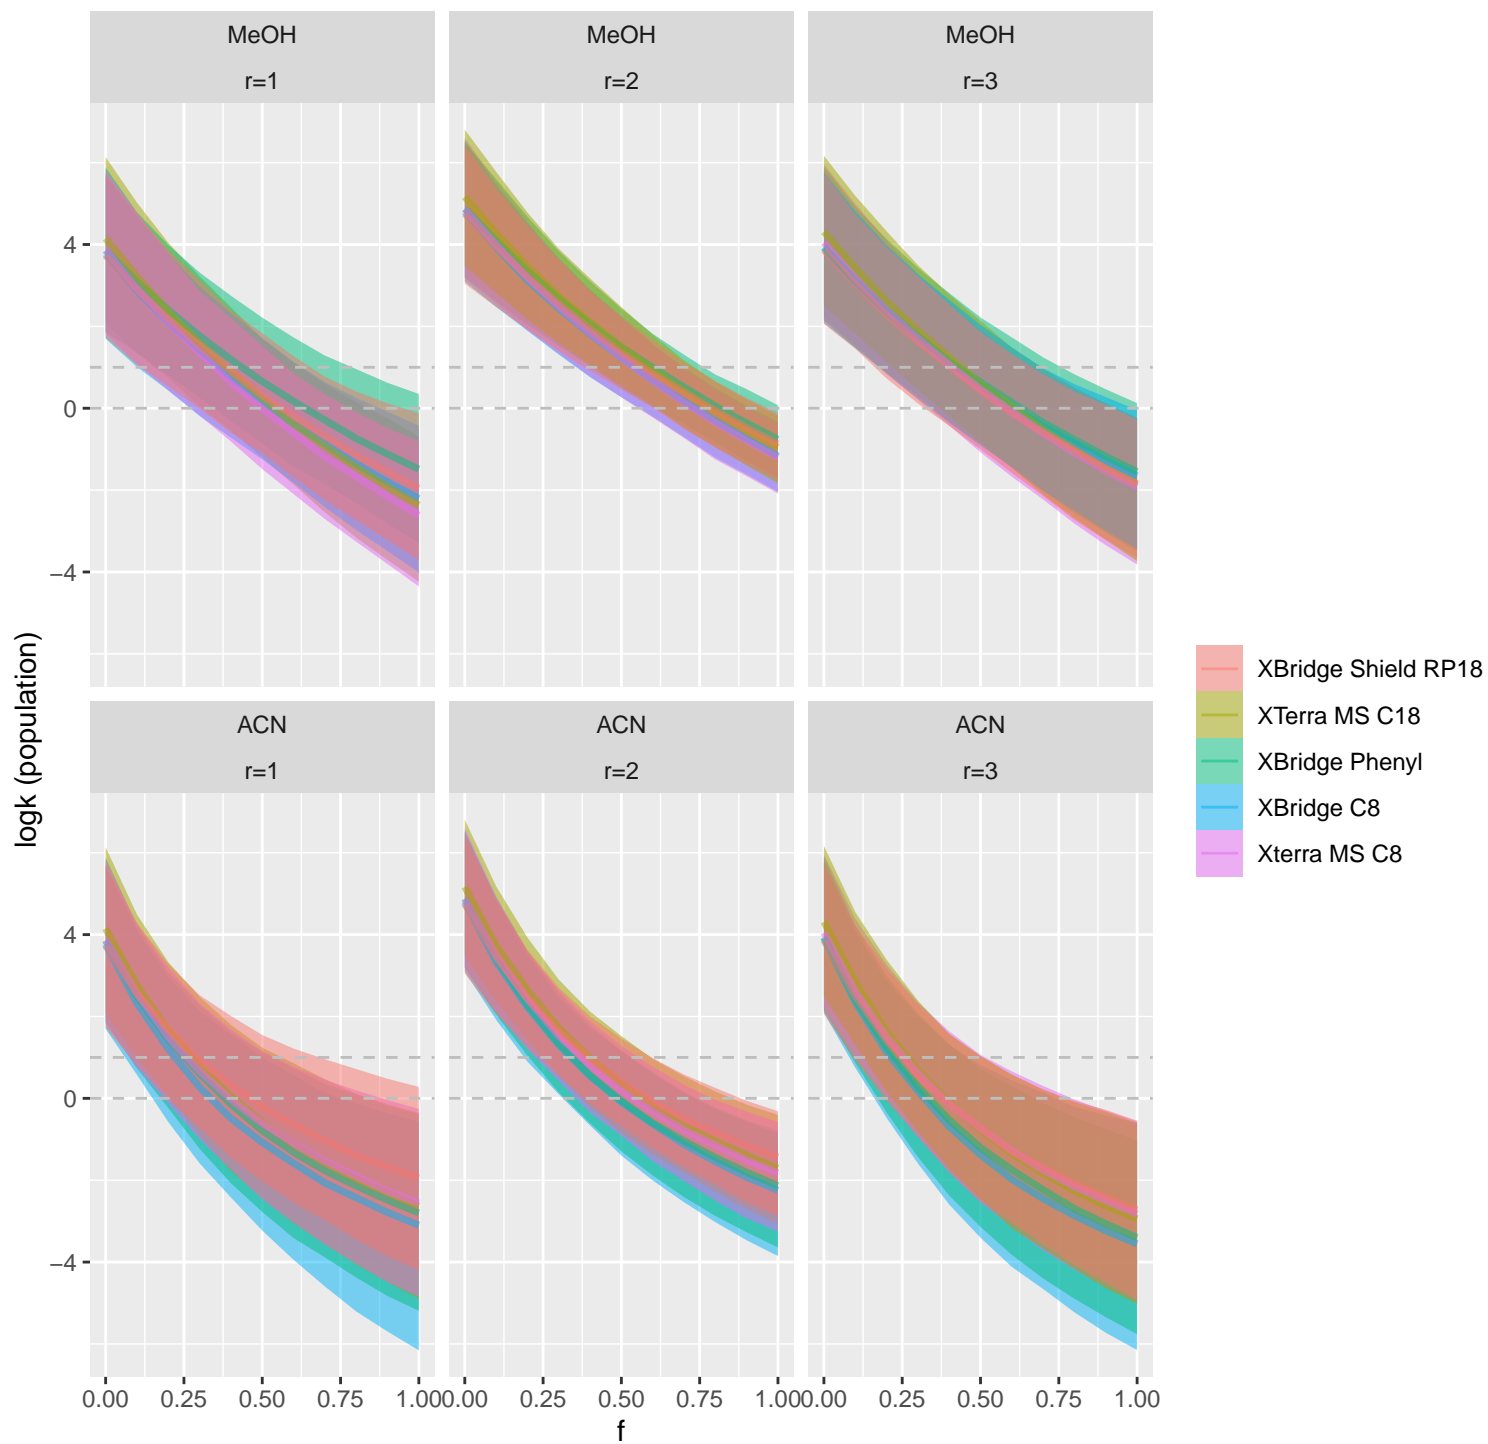 MeOH
r=1
MeOH
r=2
MeOH
r=3
4
0
−4
ACN
r=1
ACN
r=2
ACN
r=3
4
0
−4
0.00 0.25 0.50 0.75 1.00
0.00 0.25 0.50 0.75 1.00
0.00 0.25 0.50 0.75 1.00
f
logk (population)
XBridge Shield RP18
XTerra MS C18
XBridge Phenyl
XBridge C8
Xterra MS C8